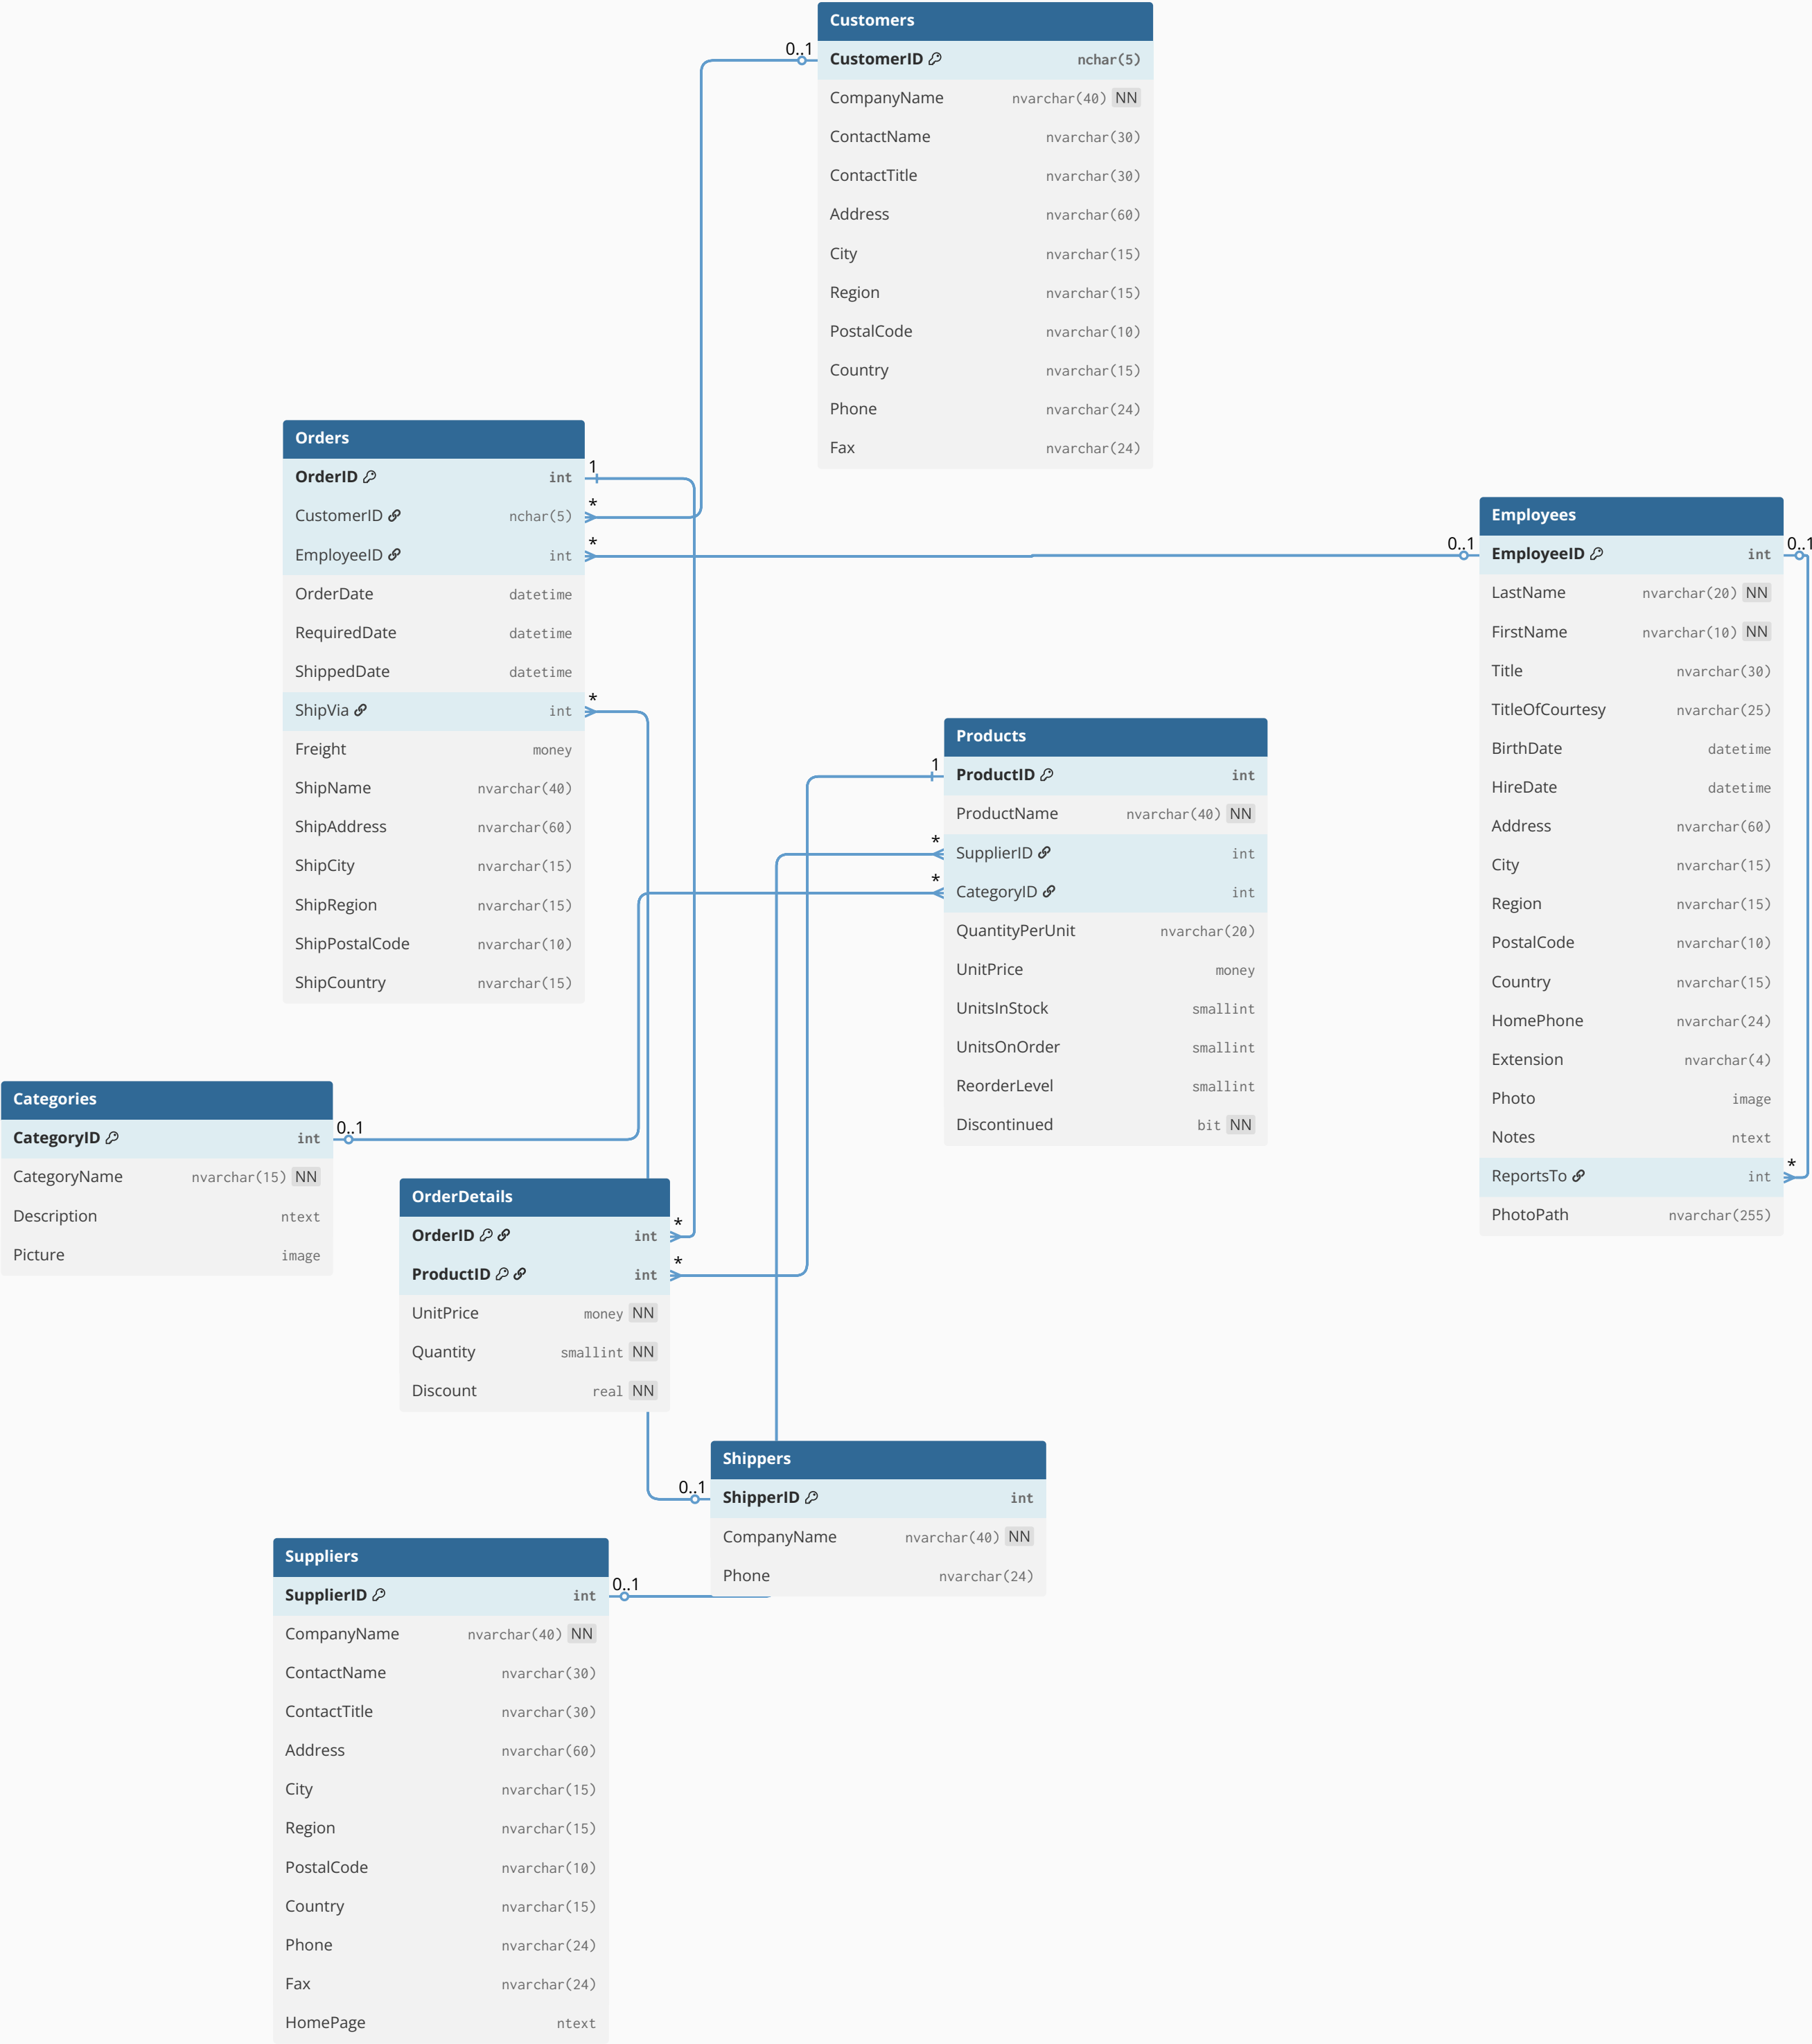 Customers
0..1
CustomerID nchar(5)
CompanyName nvarchar(40) NN
ContactName nvarchar(30)
ContactTitle nvarchar(30)
Address nvarchar(60)
City nvarchar(15)
Region nvarchar(15)
PostalCode nvarchar(10)
Country nvarchar(15)
Phone nvarchar(24)
Fax nvarchar(24)
Orders
OrderID int 1
CustomerID nchar(5) *
EmployeeID int *
OrderDate datetime
RequiredDate datetime
ShippedDate datetime
ShipVia int *
Freight money
ShipName nvarchar(40)
ShipAddress nvarchar(60)
ShipCity nvarchar(15)
ShipRegion nvarchar(15)
ShipPostalCode nvarchar(10)
ShipCountry nvarchar(15)
Employees
0..1 EmployeeID int 0..1
LastName nvarchar(20) NN
FirstName nvarchar(10) NN
Title nvarchar(30)
TitleOfCourtesy nvarchar(25)
BirthDate datetime
HireDate datetime
Address nvarchar(60)
City nvarchar(15)
Region nvarchar(15)
PostalCode nvarchar(10)
Country nvarchar(15)
HomePhone nvarchar(24)
Extension nvarchar(4)
Photo image
Notes ntext
ReportsTo int *
PhotoPath nvarchar(255)
Products
1 ProductID int
ProductName nvarchar(40) NN
* SupplierID int
* CategoryID int
QuantityPerUnit nvarchar(20)
UnitPrice money
UnitsInStock smallint
UnitsOnOrder smallint
ReorderLevel smallint
Discontinued bit NN
Categories
CategoryID int 0..1
CategoryName nvarchar(15) NN
Description ntext
Picture image
OrderDetails
OrderID int *
ProductID int *
UnitPrice money NN
Quantity smallint NN
Discount real NN
Shippers
0..1 ShipperID int
CompanyName nvarchar(40) NN
Phone nvarchar(24)
Suppliers
SupplierID int 0..1
CompanyName nvarchar(40) NN
ContactName nvarchar(30)
ContactTitle nvarchar(30)
Address nvarchar(60)
City nvarchar(15)
Region nvarchar(15)
PostalCode nvarchar(10)
Country nvarchar(15)
Phone nvarchar(24)
Fax nvarchar(24)
HomePage ntext